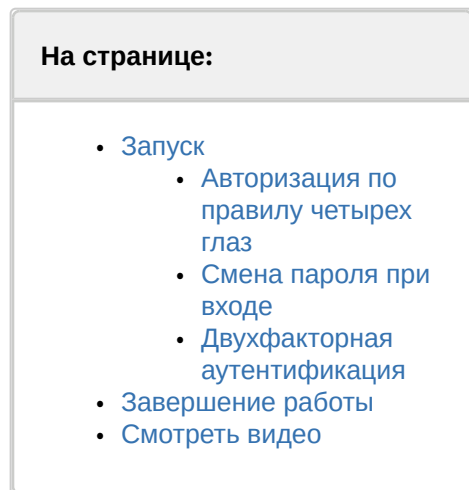 На странице:
• Запуск
• Авторизация по
правилу четырех
глаз
• Смена пароля при
входе
• Двухфакторная
аутентификация
• Завершение работы
• Смотреть видео